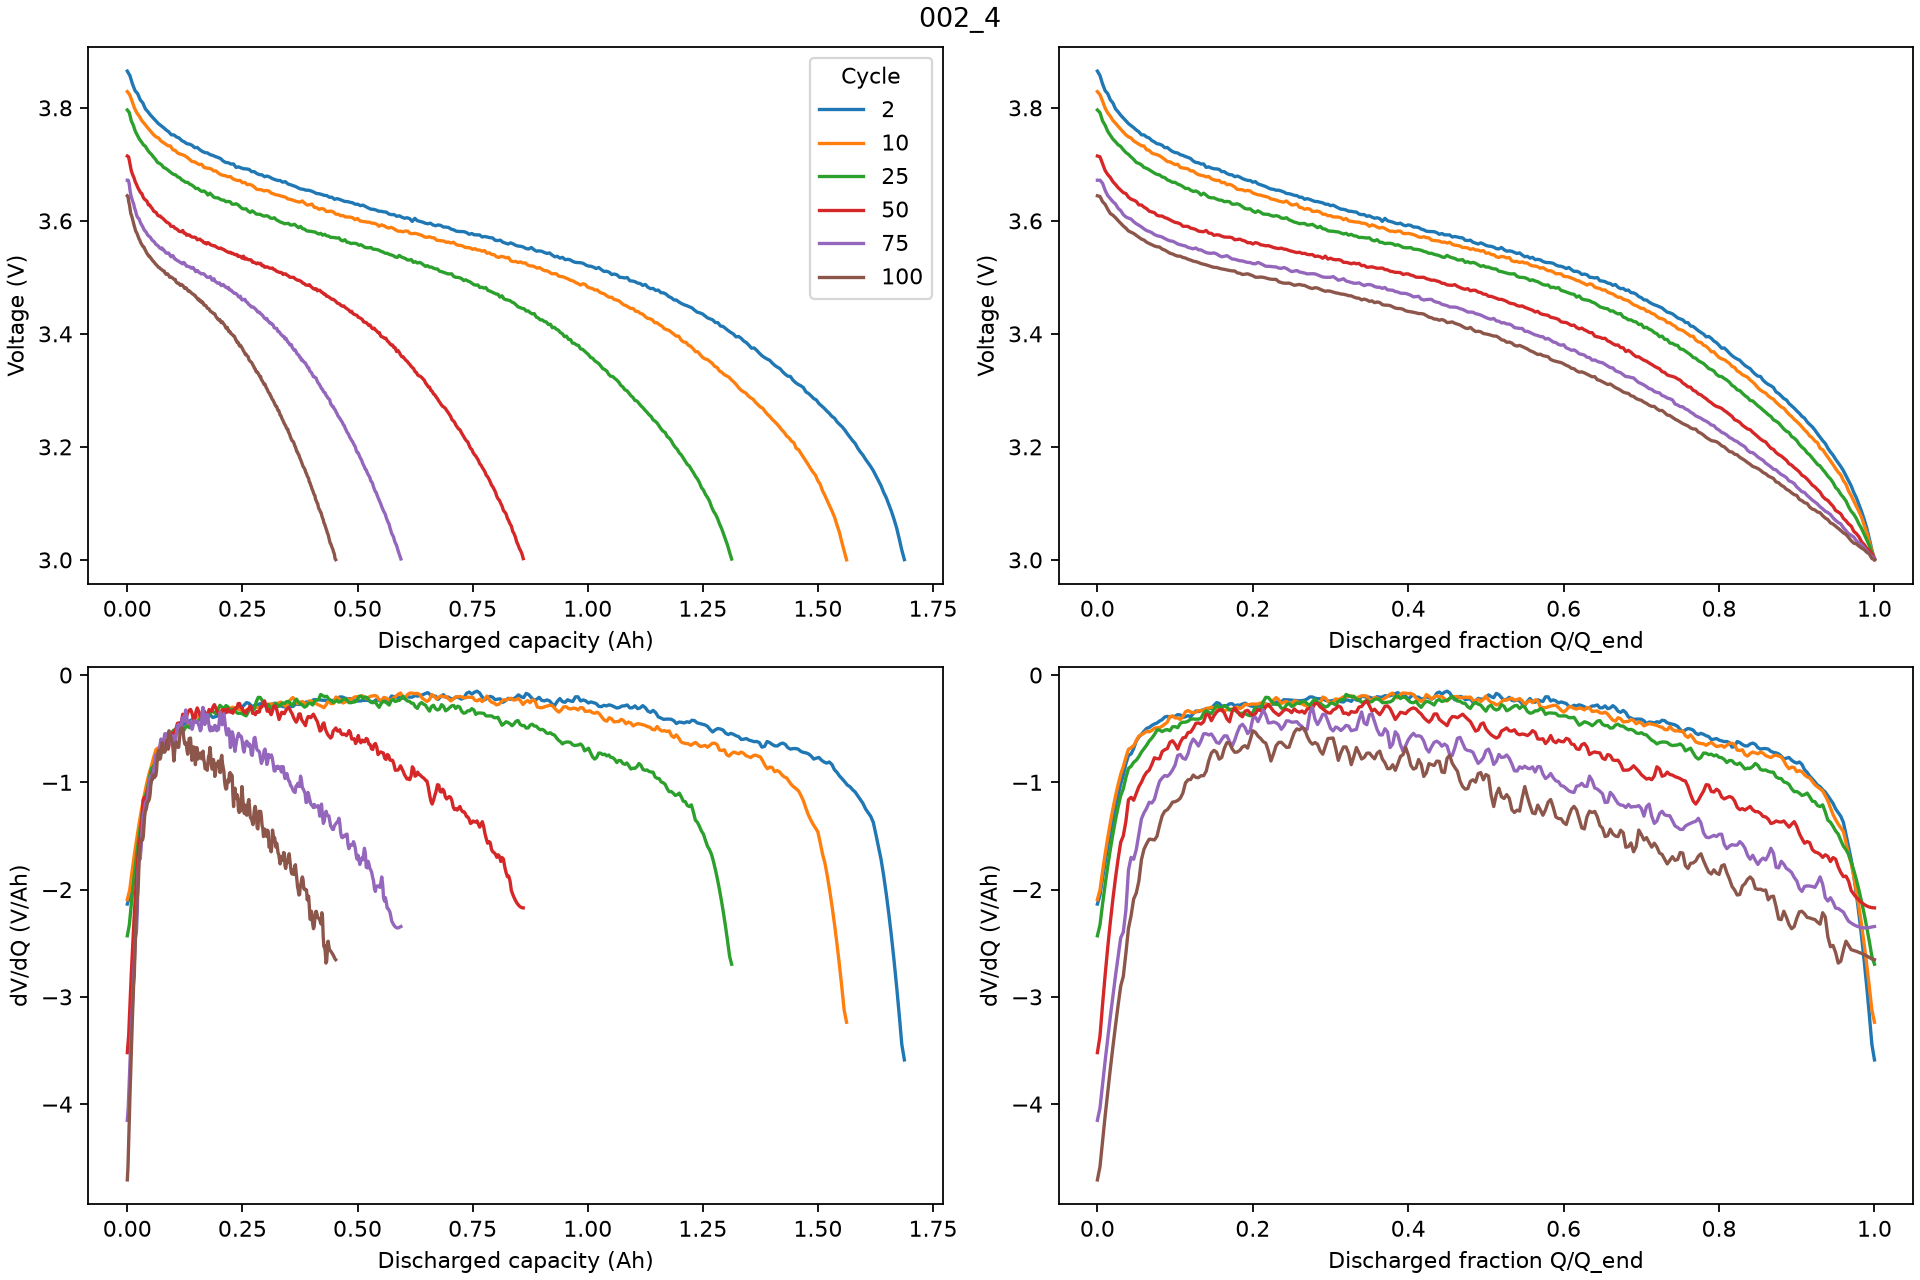 002_4
3.8
3.6
3.4
3.2
3.0
Voltage (V)
Cycle
2
10
25
50
75
100
0.00 0.25 0.50 0.75 1.00 1.25 1.50 1.75
Discharged capacity (Ah)
3.8
3.6
3.4
3.2
3.0
Voltage (V)
0.0 0.2 0.4 0.6 0.8 1.0
Discharged fraction Q/Q_end
0
−1
−2
−3
−4
dV/dQ (V/Ah)
0.00 0.25 0.50 0.75 1.00 1.25 1.50 1.75
Discharged capacity (Ah)
0
−1
−2
−3
−4
dV/dQ (V/Ah)
0.0 0.2 0.4 0.6 0.8 1.0
Discharged fraction Q/Q_end